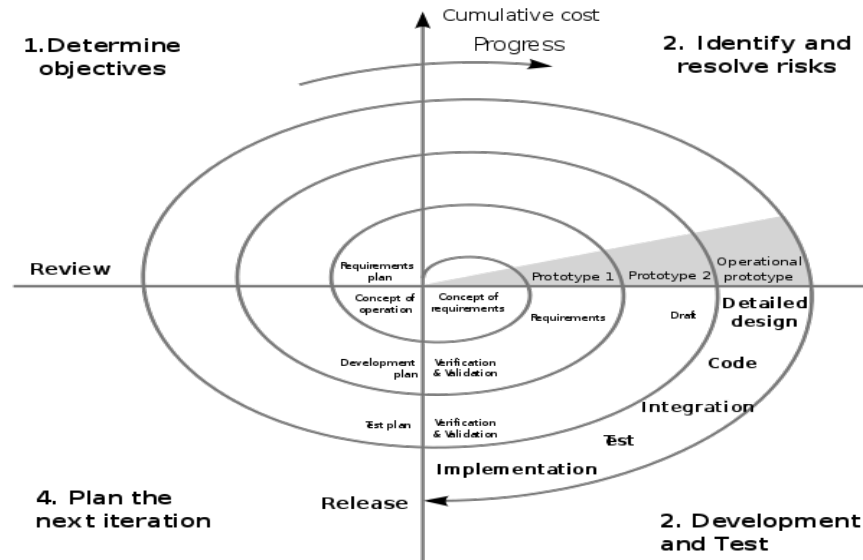 Cumulative cost
Progress
1.Determine
objectives
2. Identify and
resolve risks
Review
Requirements
plan
Prototype 1
Prototype 2
Operational
prototype
Concept of
operation
Concept of
requirements
Requirements
Draft
Detailed
design
Development
plan
Verification
& Validation
Code
Integration
Test plan
Verification
& Validation
Test
Implementation
Release
4. Plan the
next iteration
2. Development
and Test